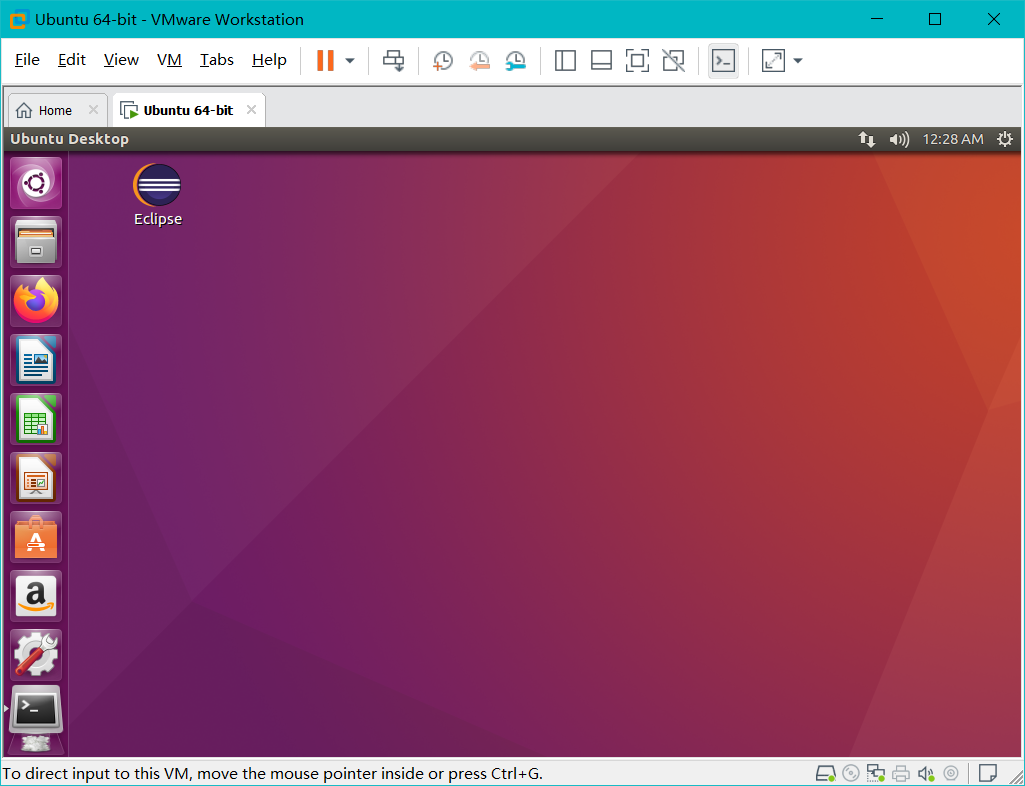 Ubuntu 64-bit - VMware Workstation
File Edit View VM Tabs Help
Home Ubuntu 64-bit
Ubuntu Desktop 12:28 AM
Eclipse
To direct input to this VM, move the mouse pointer inside or press Ctrl+G.